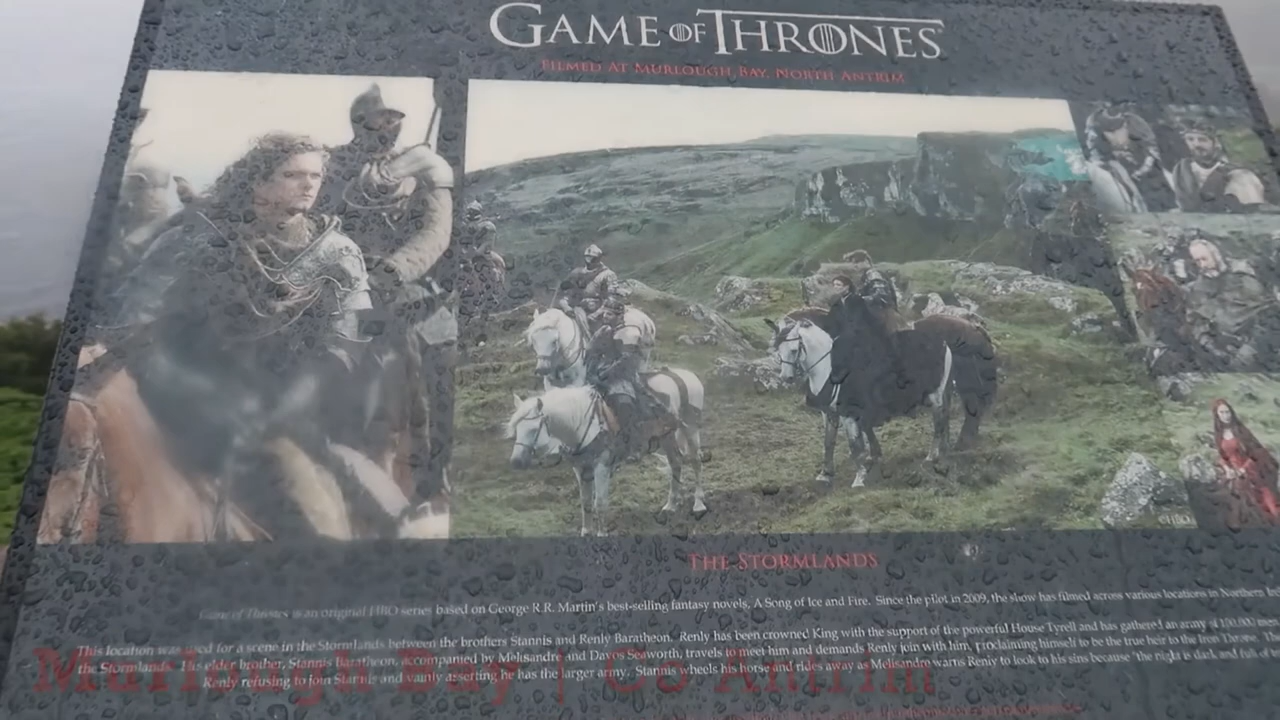 GAME OF THRONES
FILMED AT MURLOUGH BAY, NORTH ANTRIM
©HBO
THE STORMLANDS
Game of Thrones is an original HBO series based on George R.R. Martin's best-selling fantasy novels, A Song of Ice and Fire. Since the pilot in 2009, the show has filmed across various locations in Northern
This location was used for a scene in the Stormlands between the brothers Stannis and Renly Baratheon. Renly has been crowned King with the support of the powerful House Tyrell and has gathered an army of 100,000
the Stormlands. His elder brother, Stannis Baratheon, accompanied by Melisandre and Davos Seaworth, travels to meet him and demands Renly join with him, proclaiming himself to be the true heir to the Iron Throne.
Renly refusing to join Stannis and vainly asserting he has the larger army. Stannis wheels his horse and rides away as Melisandre warns Renly to look to his sins because 'the night is dark and full of
Murlough Bay | Co Antrim